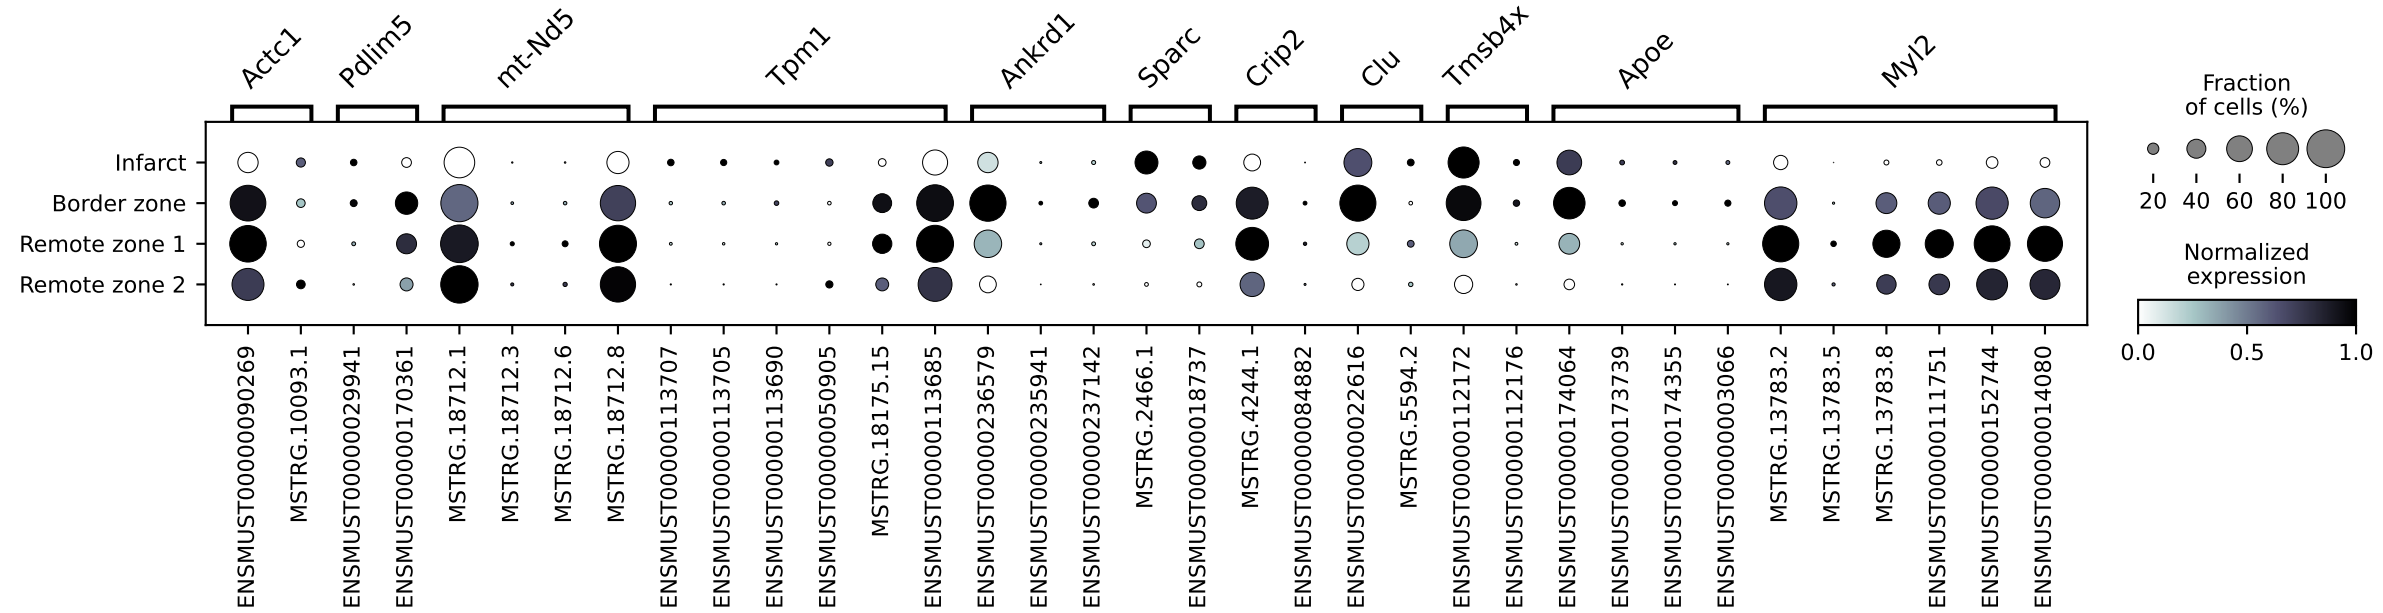 Actc1
Pdlim5
mt-Nd5
Tpm1
Ankrd1
Sparc
Crip2
Clu
Tmsb4x
Apoe
Myl2
Infarct
Border zone
Remote zone 1
Remote zone 2
ENSMUST00000090269
MSTRG.10093.1
ENSMUST00000029941
ENSMUST00000170361
MSTRG.18712.1
MSTRG.18712.3
MSTRG.18712.6
MSTRG.18712.8
ENSMUST00000113707
ENSMUST00000113705
ENSMUST00000113690
ENSMUST00000050905
MSTRG.18175.15
ENSMUST00000113685
ENSMUST00000236579
ENSMUST00000235941
ENSMUST00000237142
MSTRG.2466.1
ENSMUST00000018737
MSTRG.4244.1
ENSMUST00000084882
ENSMUST00000022616
MSTRG.5594.2
ENSMUST00000112172
ENSMUST00000112176
ENSMUST00000174064
ENSMUST00000173739
ENSMUST00000174355
ENSMUST00000003066
MSTRG.13783.2
MSTRG.13783.5
MSTRG.13783.8
ENSMUST00000111751
ENSMUST00000152744
ENSMUST00000014080
Fraction
of cells (%)
20 40 60 80 100
Normalized
expression
0.0 0.5 1.0